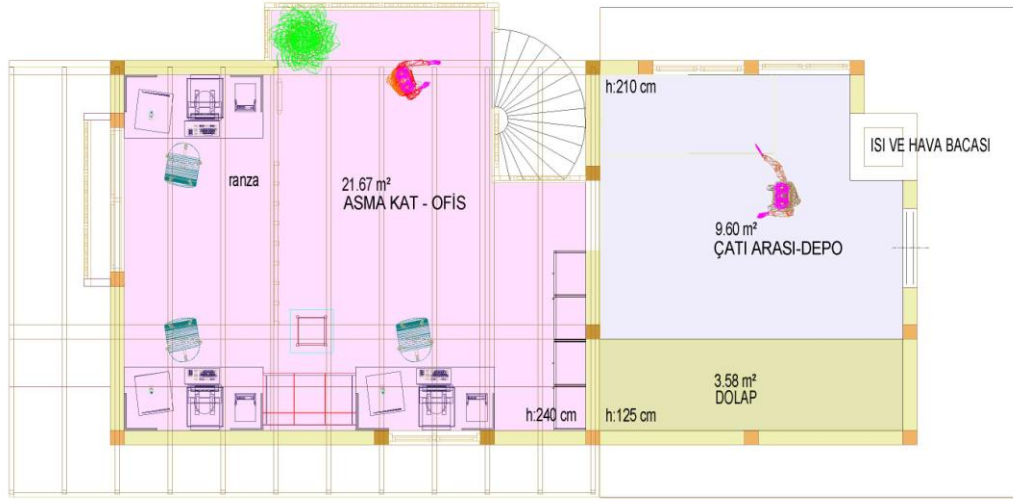 h:210 cm
ISI VE HAVA BACASI
ranza
21.67 m²
ASMA KAT - OFİS
9.60 m²
ÇATI ARASI-DEPO
3.58 m²
DOLAP
h:240 cm
h:125 cm